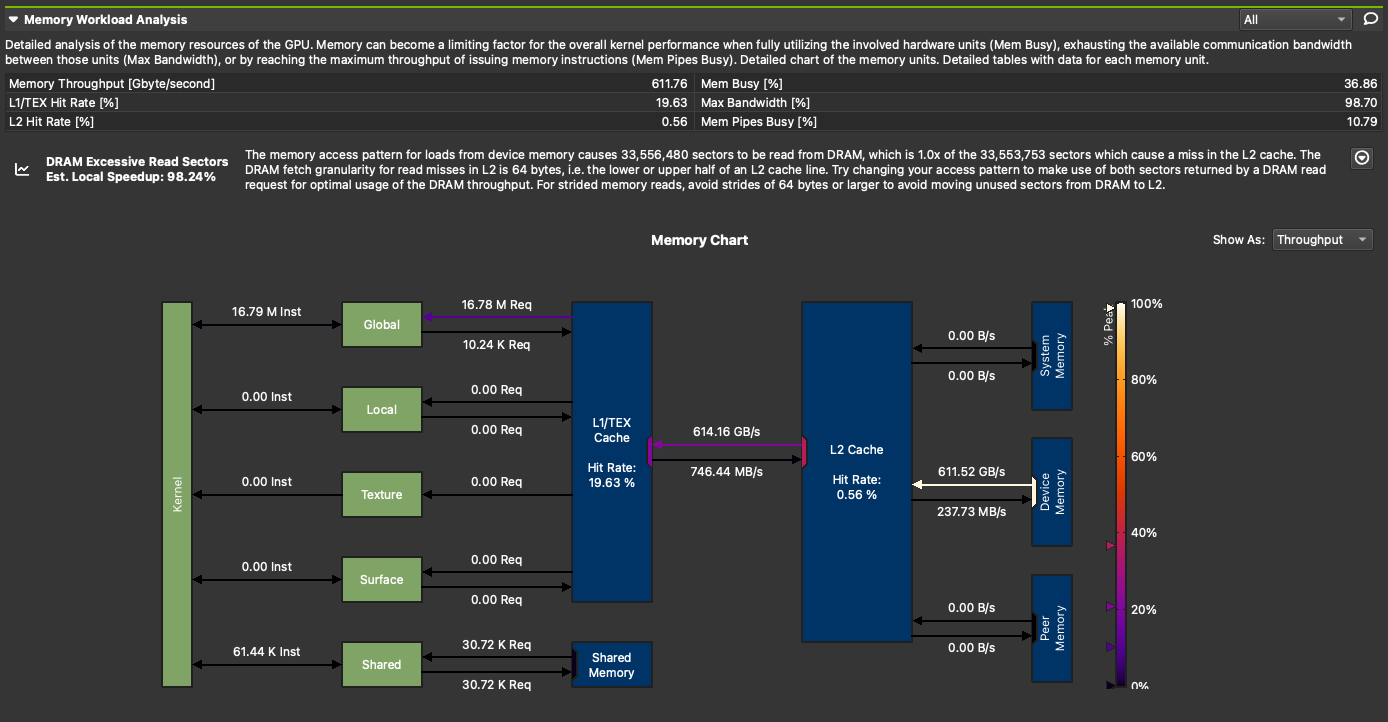 Memory Workload Analysis
All
Detailed analysis of the memory resources of the GPU. Memory can become a limiting factor for the overall kernel performance when fully utilizing the involved hardware units (Mem Busy), exhausting the available communication bandwidth
between those units (Max Bandwidth), or by reaching the maximum throughput of issuing memory instructions (Mem Pipes Busy). Detailed chart of the memory units. Detailed tables with data for each memory unit.
Memory Throughput [Gbyte/second] 611.76 Mem Busy [%] 36.86
L1/TEX Hit Rate [%] 19.63 Max Bandwidth [%] 98.70
L2 Hit Rate [%] 0.56 Mem Pipes Busy [%] 10.79
DRAM Excessive Read Sectors
Est. Local Speedup: 98.24%
The memory access pattern for loads from device memory causes 33,556,480 sectors to be read from DRAM, which is 1.0x of the 33,553,753 sectors which cause a miss in the L2 cache. The
DRAM fetch granularity for read misses in L2 is 64 bytes, i.e. the lower or upper half of an L2 cache line. Try changing your access pattern to make use of both sectors returned by a DRAM read
request for optimal usage of the DRAM throughput. For strided memory reads, avoid strides of 64 bytes or larger to avoid moving unused sectors from DRAM to L2.
Memory Chart
Show As: Throughput
Kernel
16.79 M Inst
Global
16.78 M Req
10.24 K Req
0.00 Inst
Local
0.00 Req
0.00 Req
0.00 Inst
Texture
0.00 Req
0.00 Inst
Surface
0.00 Req
0.00 Req
61.44 K Inst
Shared
30.72 K Req
30.72 K Req
L1/TEX
Cache
Hit Rate:
19.63 %
Shared
Memory
614.16 GB/s
746.44 MB/s
L2 Cache
Hit Rate:
0.56 %
0.00 B/s
0.00 B/s
System
Memory
611.52 GB/s
237.73 MB/s
Device
Memory
0.00 B/s
0.00 B/s
Peer
Memory
% Peak
100%
80%
60%
40%
20%
0%